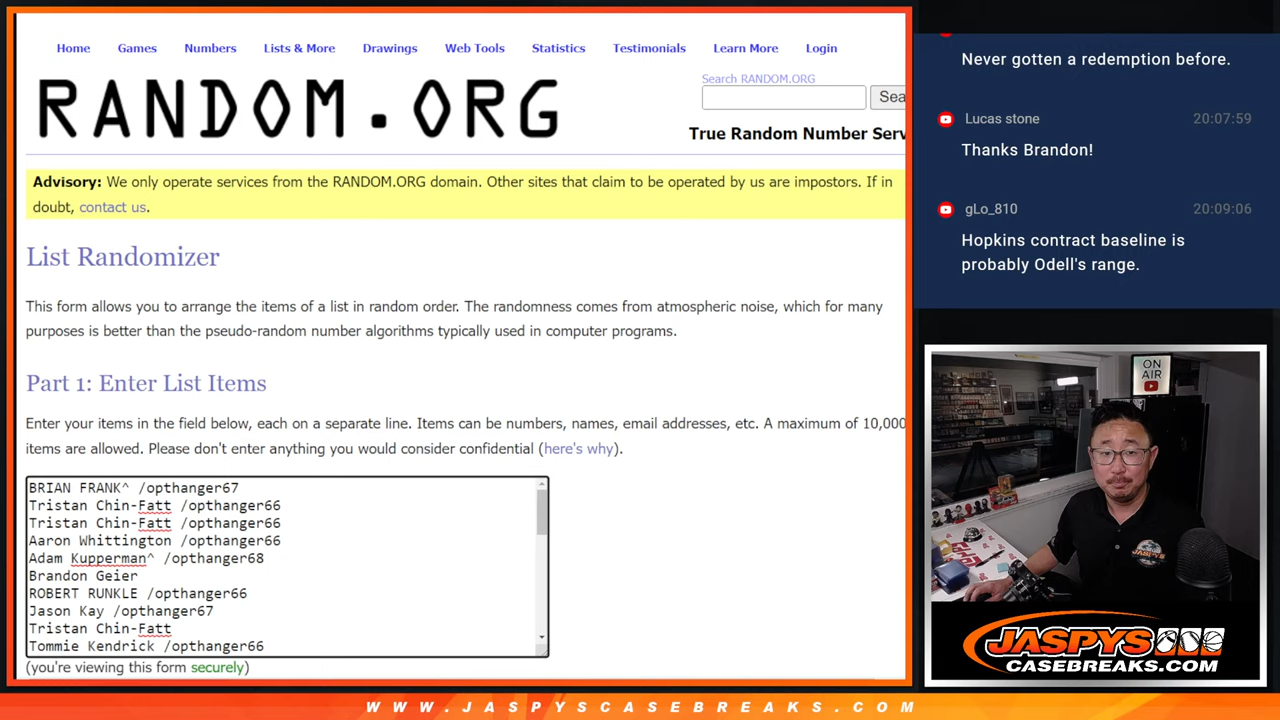 Home Games Numbers Lists & More Drawings Web Tools Statistics Testimonials Learn More Login
Search RANDOM.ORG
RANDOM.ORG
Sea
True Random Number Serv
Advisory: We only operate services from the RANDOM.ORG domain. Other sites that claim to be operated by us are impostors. If in
doubt, contact us.
List Randomizer
This form allows you to arrange the items of a list in random order. The randomness comes from atmospheric noise, which for many
purposes is better than the pseudo-random number algorithms typically used in computer programs.
Part 1: Enter List Items
Enter your items in the field below, each on a separate line. Items can be numbers, names, email addresses, etc. A maximum of 10,000
items are allowed. Please don't enter anything you would consider confidential (here's why).
BRIAN FRANK^ /opthanger67
Tristan Chin-Fatt /opthanger66
Tristan Chin-Fatt /opthanger66
Aaron Whittington /opthanger66
Adam Kupperman^ /opthanger68
Brandon Geier
ROBERT RUNKLE /opthanger66
Jason Kay /opthanger67
Tristan Chin-Fatt
Tommie Kendrick /opthanger66
(you're viewing this form securely)
Never gotten a redemption before.
Lucas stone 20:07:59
Thanks Brandon!
gLo_810 20:09:06
Hopkins contract baseline is
probably Odell's range.
ON
AIR
JASPYS
CASEBREAKS.COM
WWW.JASPYSCASEBREAKS.COM